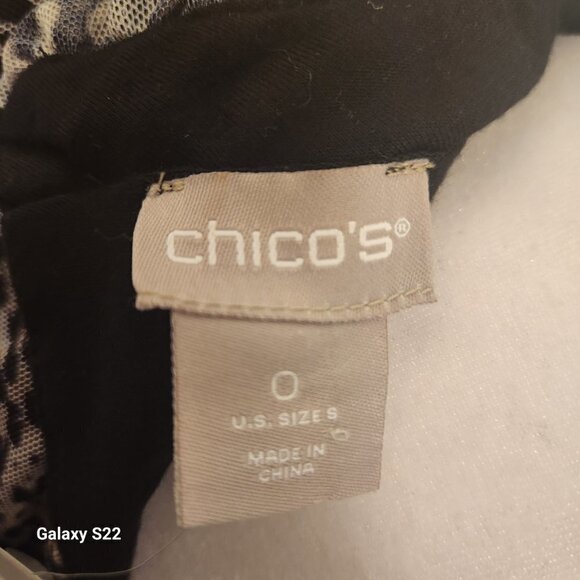 chico's®
0
U.S. SIZE S
MADE IN
CHINA
Galaxy S22